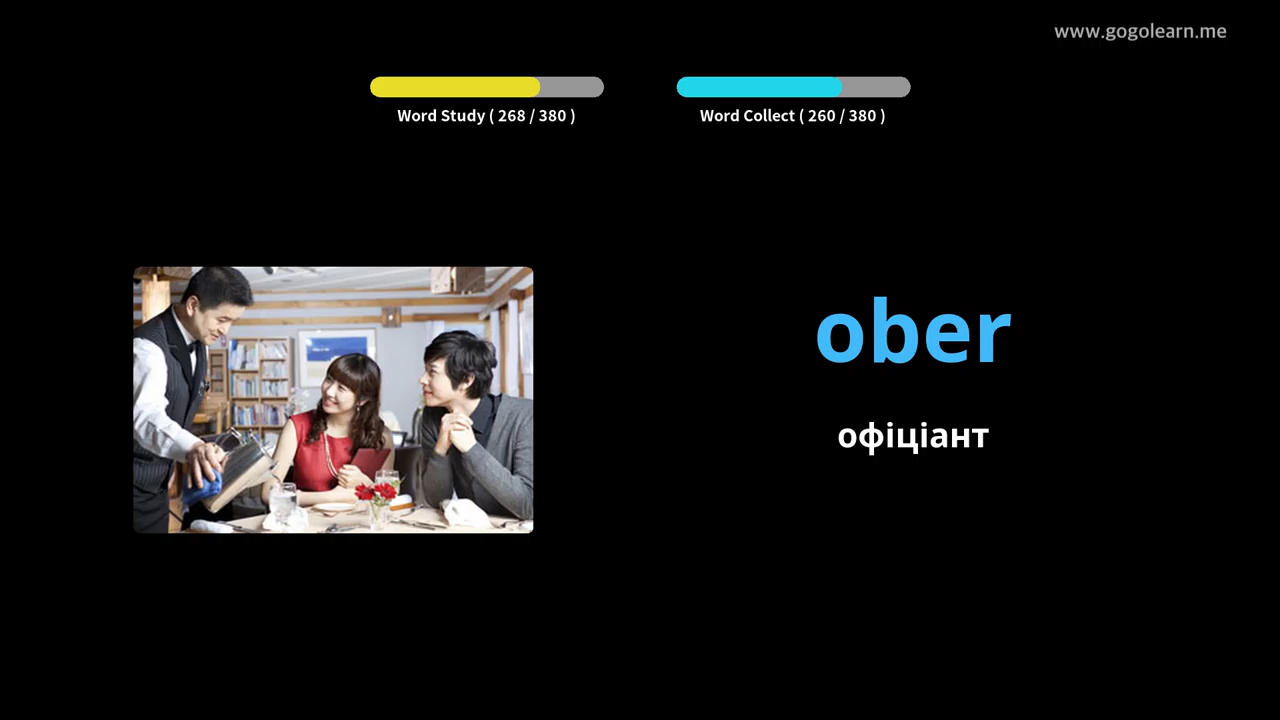 www.gogolearn.me
Word Study ( 268 / 380 )
Word Collect ( 260 / 380 )
ober
офіціант